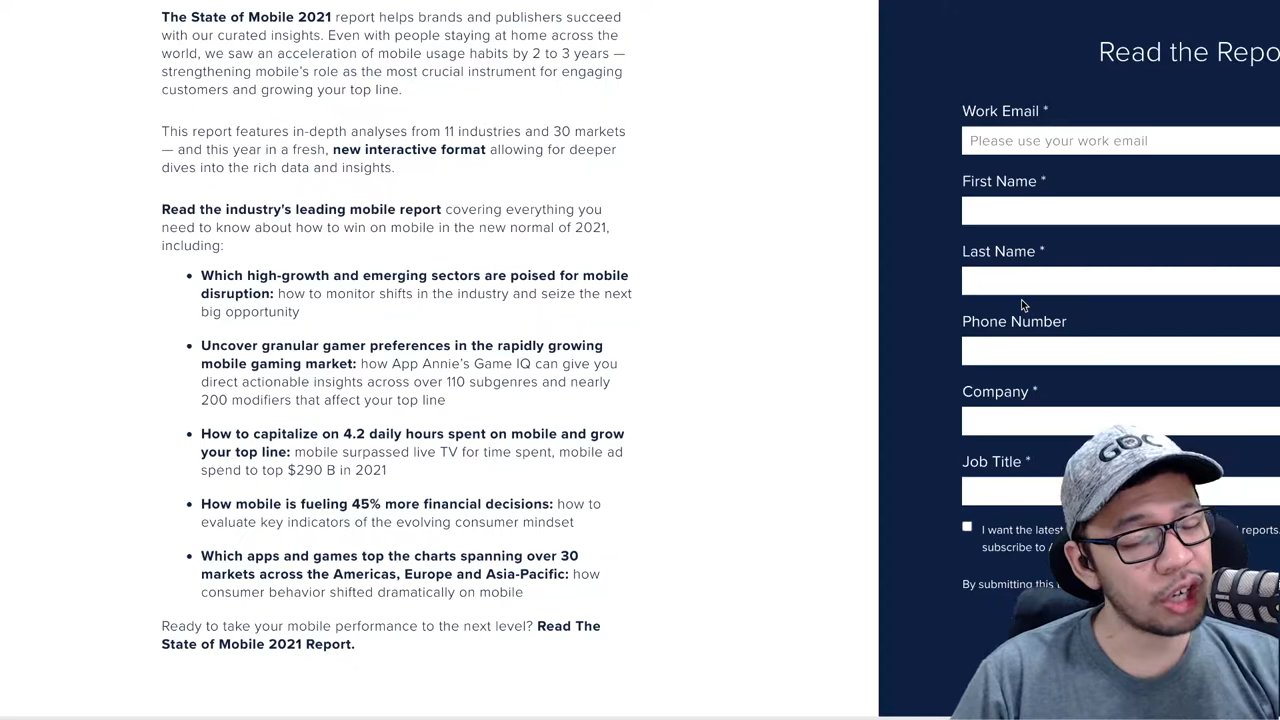 The State of Mobile 2021 report helps brands and publishers succeed
with our curated insights. Even with people staying at home across the
world, we saw an acceleration of mobile usage habits by 2 to 3 years —
strengthening mobile's role as the most crucial instrument for engaging
customers and growing your top line.
This report features in-depth analyses from 11 industries and 30 markets
— and this year in a fresh, new interactive format allowing for deeper
dives into the rich data and insights.
Read the industry's leading mobile report covering everything you
need to know about how to win on mobile in the new normal of 2021,
including:
• Which high-growth and emerging sectors are poised for mobile
disruption: how to monitor shifts in the industry and seize the next
big opportunity
• Uncover granular gamer preferences in the rapidly growing
mobile gaming market: how App Annie's Game IQ can give you
direct actionable insights across over 110 subgenres and nearly
200 modifiers that affect your top line
• How to capitalize on 4.2 daily hours spent on mobile and grow
your top line: mobile surpassed live TV for time spent, mobile ad
spend to top $290 B in 2021
• How mobile is fueling 45% more financial decisions: how to
evaluate key indicators of the evolving consumer mindset
• Which apps and games top the charts spanning over 30
markets across the Americas, Europe and Asia-Pacific: how
consumer behavior shifted dramatically on mobile
Ready to take your mobile performance to the next level? Read The
State of Mobile 2021 Report.
Read the Repo
Work Email *
Please use your work email
First Name *
Last Name *
Phone Number
Company *
Job Title *
I want the latest reports.
subscribe to
By submitting this
GDC